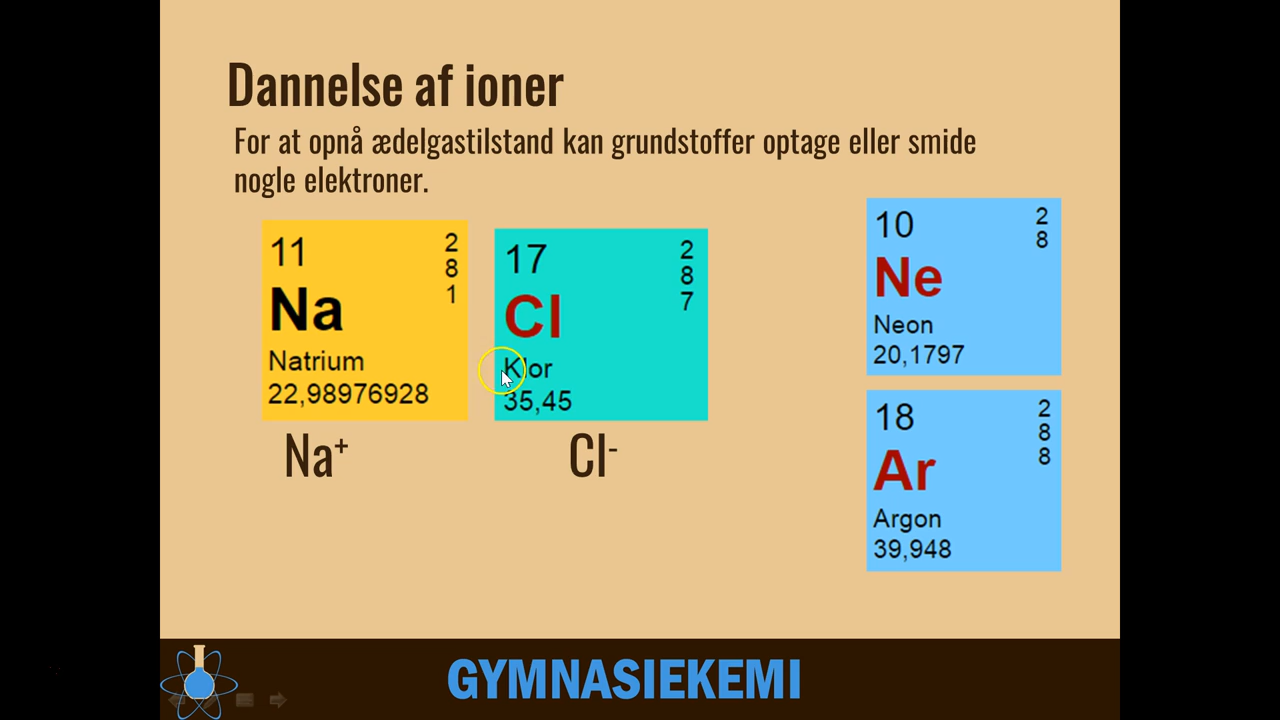 Dannelse af ioner
For at opnå ædelgastilstand kan grundstoffer optage eller smide
nogle elektroner.
11
2
8
1
Na
Natrium
22,98976928
Na⁺
17
2
8
7
Cl
Klor
35,45
Cl⁻
10
2
8
Ne
Neon
20,1797
18
2
8
8
Ar
Argon
39,948
GYMNASIEKEMI